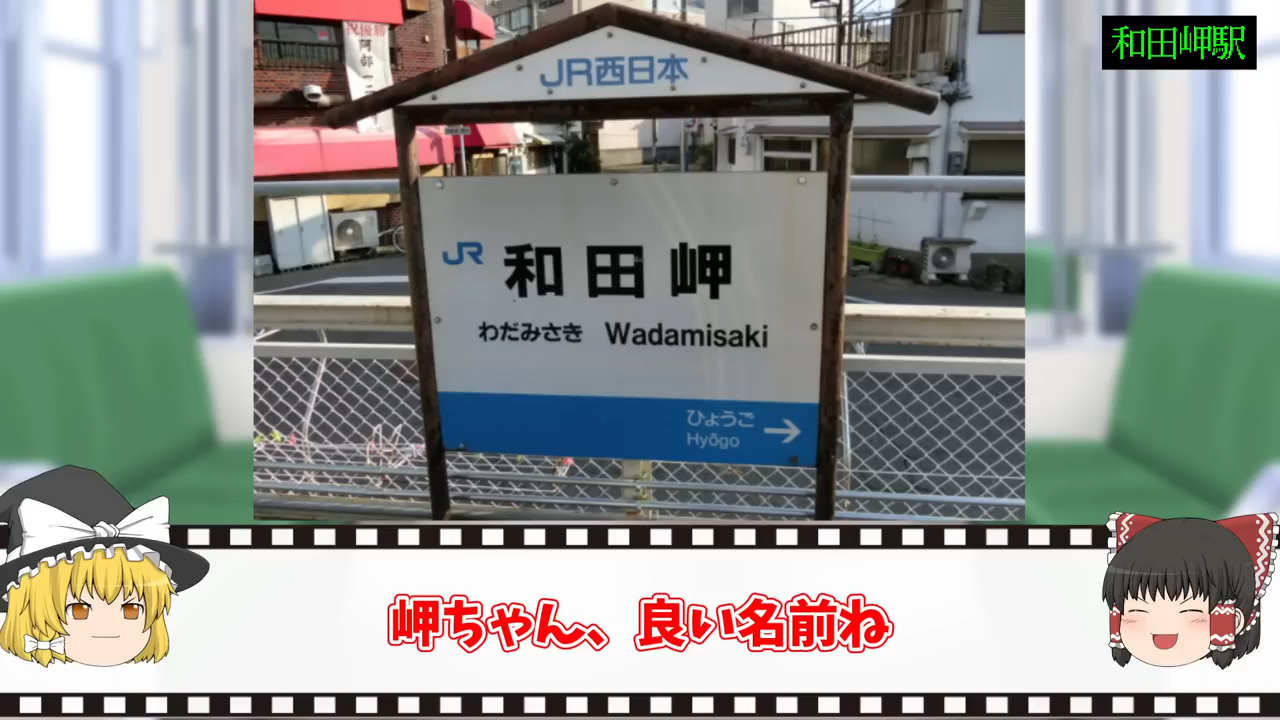 和田岬駅
JR西日本
JR 和田岬
わだみさき Wadamisaki
ひょうご
Hyōgo →
岬ちゃん、良い名前ね